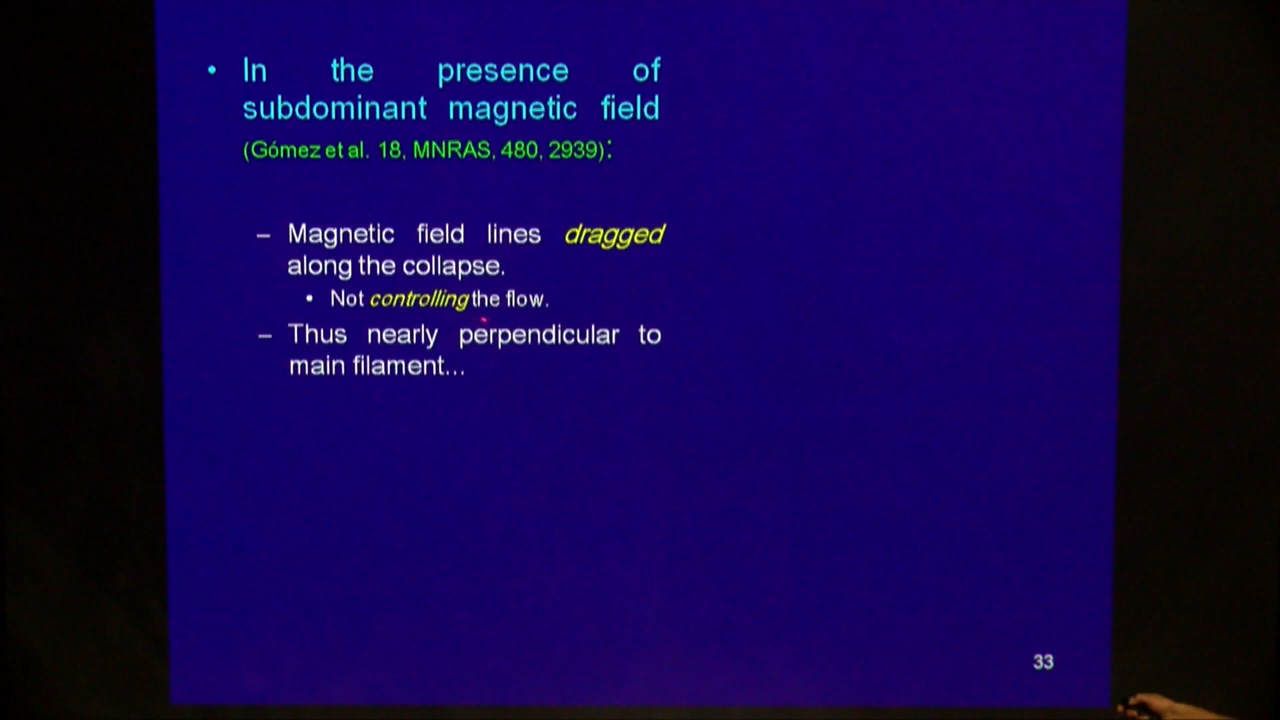 • In the presence of
subdominant magnetic field
(Gómez et al. 18, MNRAS, 480, 2939):
– Magnetic field lines dragged
along the collapse.
• Not controlling the flow.
– Thus nearly perpendicular to
main filament...
33